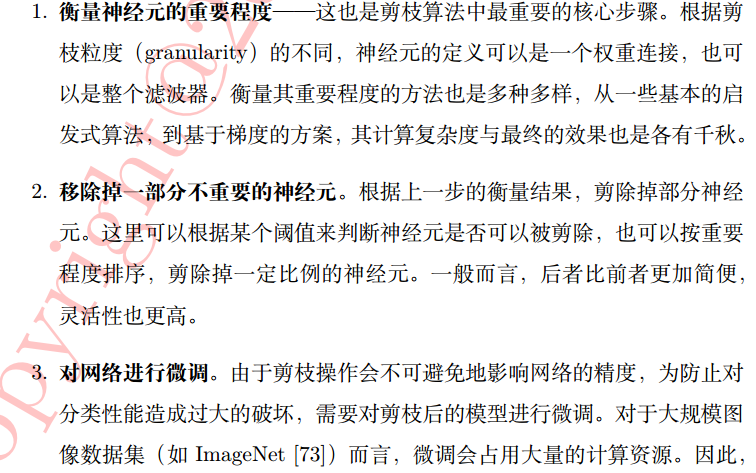 1. 衡量神经元的重要程度——这也是剪枝算法中最重要的核心步骤。根据剪
枝粒度（granularity）的不同，神经元的定义可以是一个权重连接，也可
以是整个滤波器。衡量其重要程度的方法也是多种多样，从一些基本的启
发式算法，到基于梯度的方案，其计算复杂度与最终的效果也是各有千秋。
2. 移除掉一部分不重要的神经元。根据上一步的衡量结果，剪除掉部分神经
元。这里可以根据某个阈值来判断神经元是否可以被剪除，也可以按重要
程度排序，剪除掉一定比例的神经元。一般而言，后者比前者更加简便，
灵活性也更高。
3. 对网络进行微调。由于剪枝操作会不可避免地影响网络的精度，为防止对
分类性能造成过大的破坏，需要对剪枝后的模型进行微调。对于大规模图
像数据集（如 ImageNet [73]）而言，微调会占用大量的计算资源。因此，